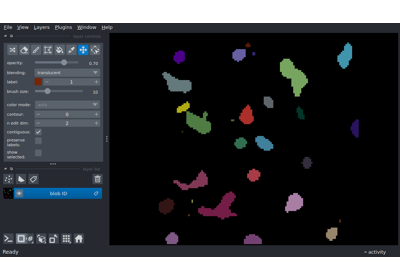 File View Layers Plugins Window Help
opacity: 0.70
blending: translucent
label: 1
brush size: 10
color mode:
contour: 0
n edit dim: 2
contiguous:
preserve labels:
show selected:
blob ID
Ready activity